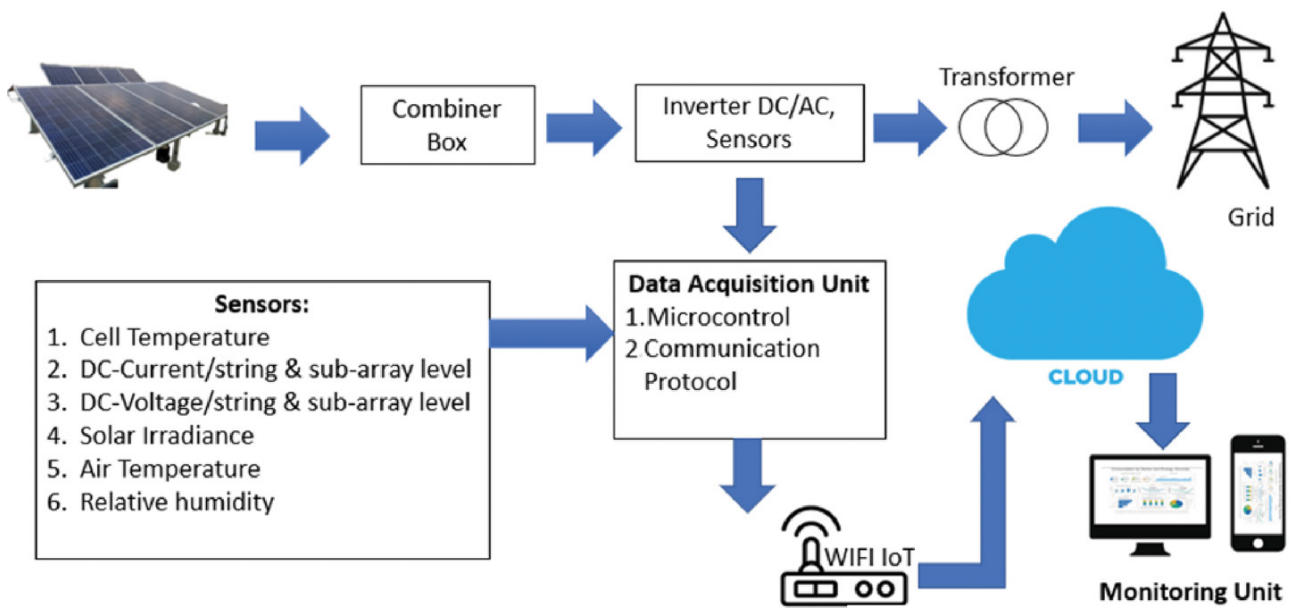 Combiner
Box
Inverter DC/AC,
Sensors
Transformer
Grid
Sensors:
1. Cell Temperature
2. DC-Current/string & sub-array level
3. DC-Voltage/string & sub-array level
4. Solar Irradiance
5. Air Temperature
6. Relative humidity
Data Acquisition Unit
1.Microcontrol
2.Communication
Protocol
WIFI IoT
CLOUD
Monitoring Unit